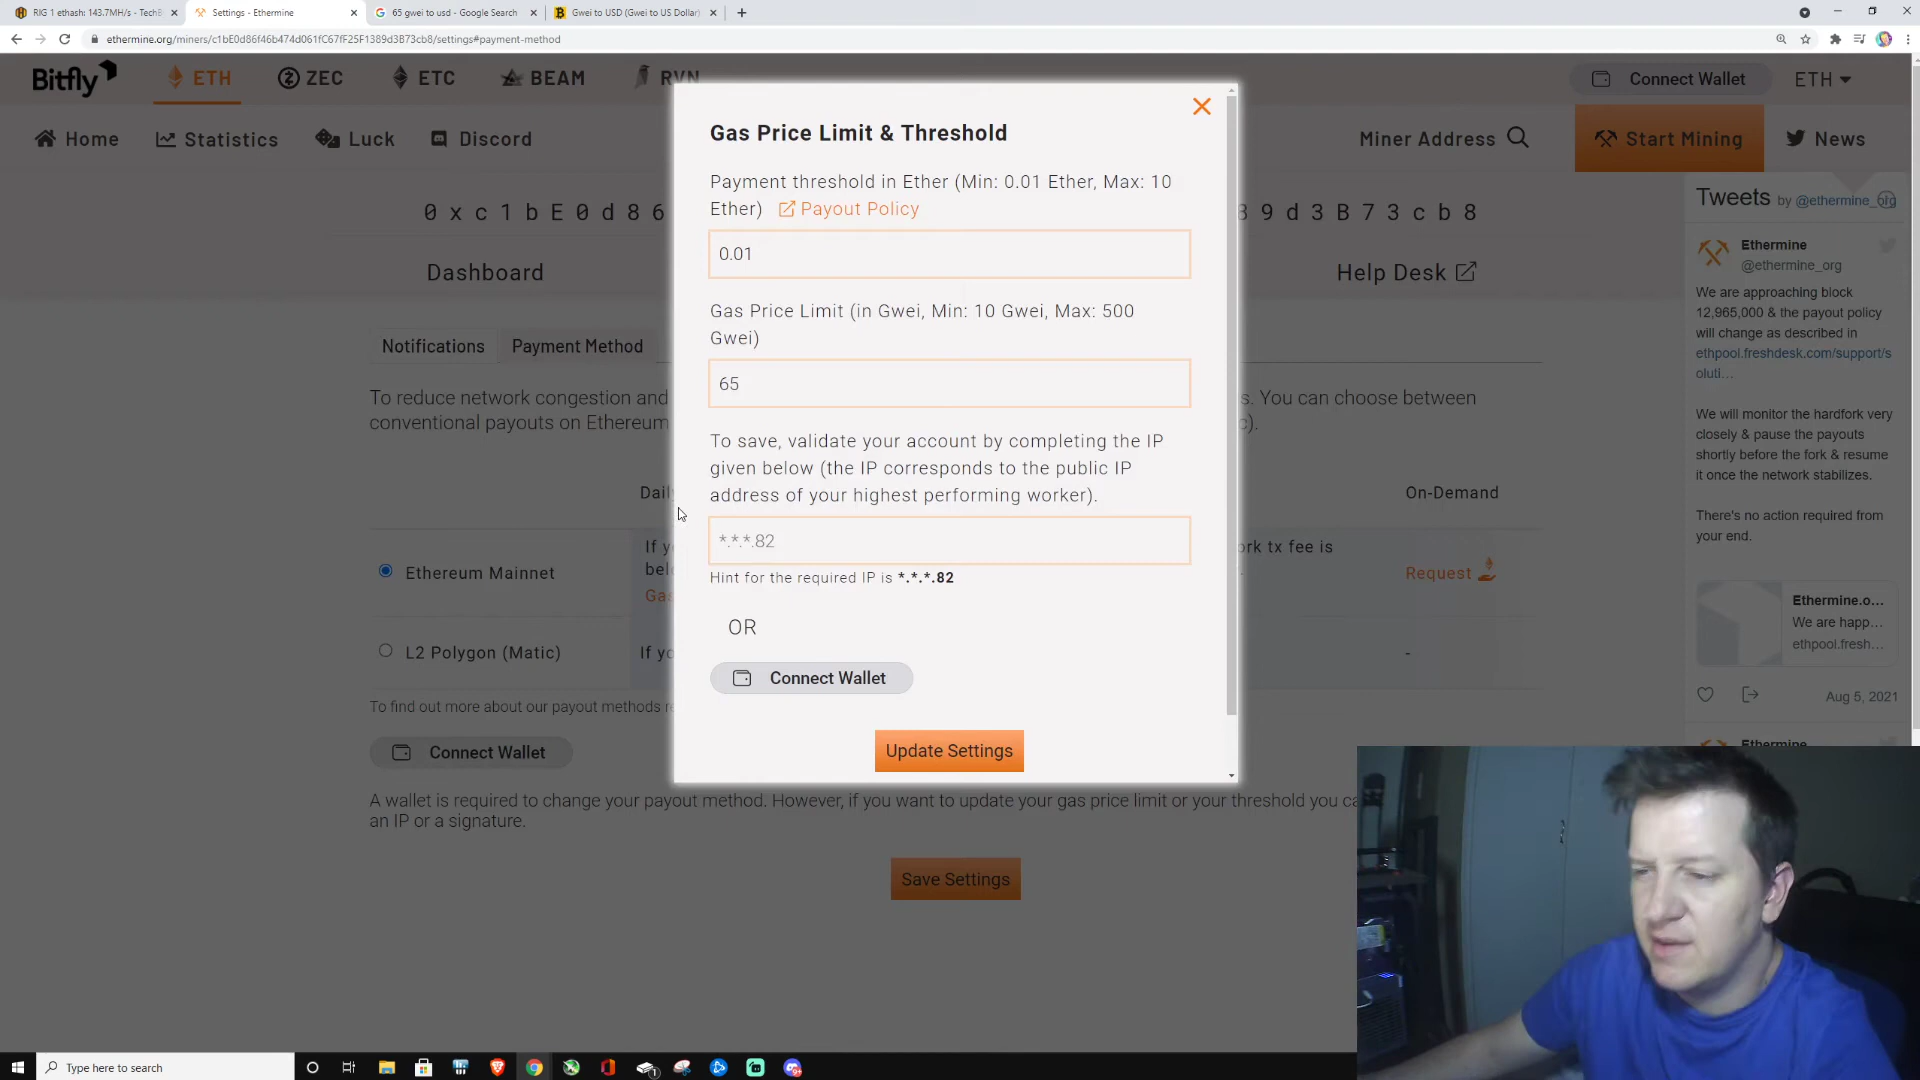 RIG 1 ethash: 143.7MH/s - TechB
Settings - Ethermine
65 gwei to usd - Google Search
Gwei to USD (Gwei to US Dollar)
ethermine.org/miners/c1bE0d86f46b474d061fC67fF25F1389d3B73cb8/settings#payment-method
Bitfly
ETH
ZEC
ETC
BEAM
RVN
Connect Wallet
ETH
Home
Statistics
Luck
Discord
Miner Address
Start Mining
News
0xc1bE0d86
9d3B73cb8
Dashboard
Help Desk
Notifications
Payment Method
To reduce network congestion and
s. You can choose between
conventional payouts on Ethereum
c).
Daily
On-Demand
Ethereum Mainnet
If y
be
Gas
ork tx fee is
Request
L2 Polygon (Matic)
If yo
-
To find out more about our payout methods re
Connect Wallet
A wallet is required to change your payout method. However, if you want to update your gas price limit or your threshold you ca
an IP or a signature.
Save Settings
Gas Price Limit & Threshold
Payment threshold in Ether (Min: 0.01 Ether, Max: 10
Ether) Payout Policy
0.01
Gas Price Limit (in Gwei, Min: 10 Gwei, Max: 500
Gwei)
65
To save, validate your account by completing the IP
given below (the IP corresponds to the public IP
address of your highest performing worker).
*.*.*.82
Hint for the required IP is *.*.*.82
OR
Connect Wallet
Update Settings
Tweets by @ethermine_org
Ethermine
@ethermine_org
We are approaching block
12,965,000 & the payout policy
will change as described in
ethpool.freshdesk.com/support/s
oluti…
We will monitor the hardfork very
closely & pause the payouts
shortly before the fork & resume
it once the network stabilizes.
There's no action required from
your end.
Ethermine.o...
We are happ...
ethpool.fresh...
Aug 5, 2021
Ethermine
Type here to search
1